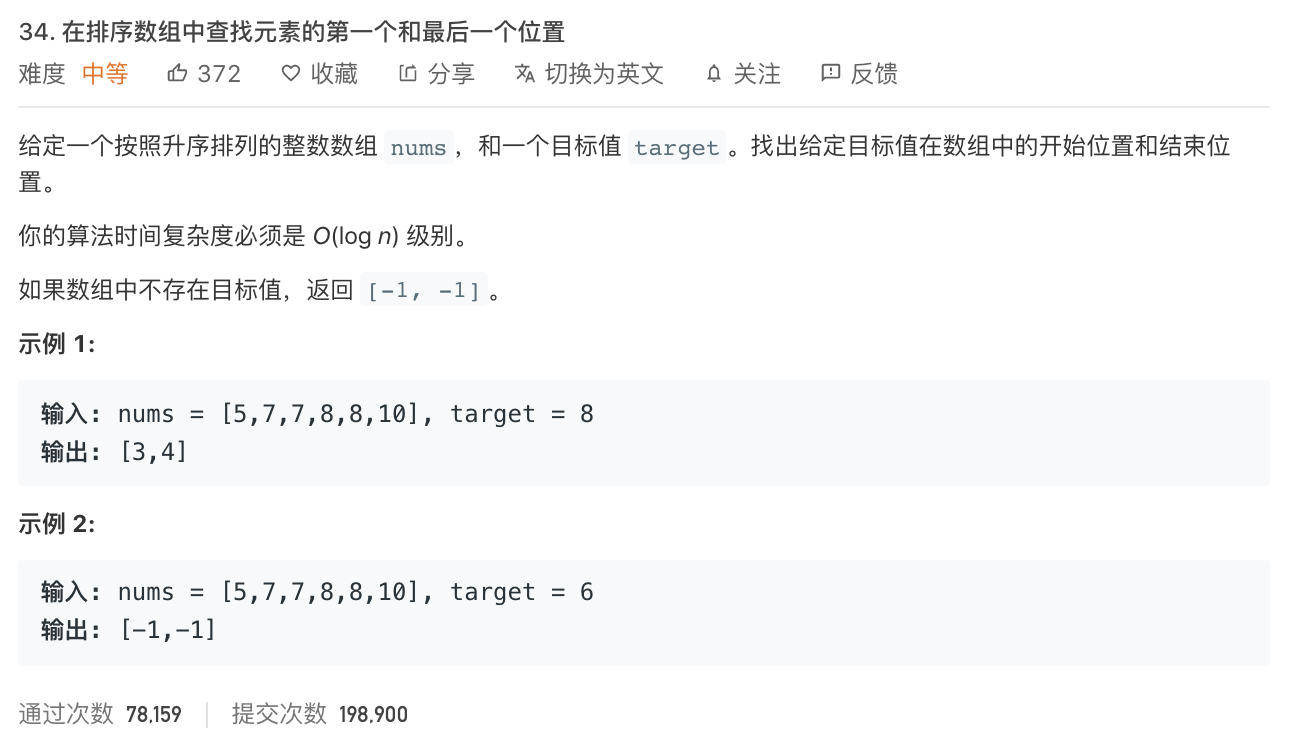 34. 在排序数组中查找元素的第一个和最后一个位置
难度 中等 372 收藏 分享 切换为英文 关注 反馈
给定一个按照升序排列的整数数组 nums，和一个目标值 target。找出给定目标值在数组中的开始位置和结束位
置。
你的算法时间复杂度必须是 O(log n) 级别。
如果数组中不存在目标值，返回 [-1, -1]。
示例 1:
输入: nums = [5,7,7,8,8,10], target = 8
输出: [3,4]
示例 2:
输入: nums = [5,7,7,8,8,10], target = 6
输出: [-1,-1]
通过次数 78,159 提交次数 198,900